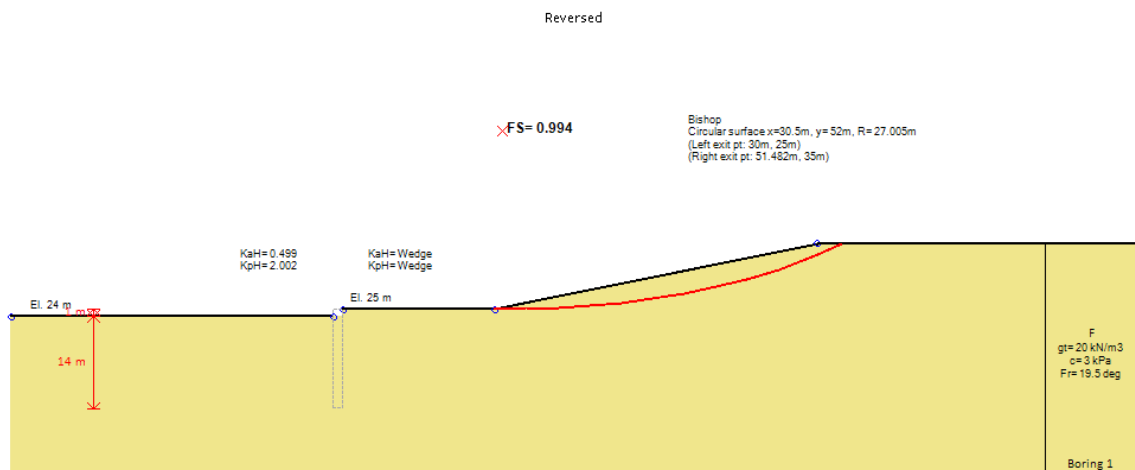 Reversed
FS= 0.994
Bishop
Circular surface x=30.5m, y= 52m, R= 27.005m
(Left exit pt: 30m, 25m)
(Right exit pt: 51.482m, 35m)
KaH= 0.499
KpH= 2.002
KaH= Wedge
KpH= Wedge
El. 24 m
El. 25 m
1 m
14 m
F
gt= 20 kN/m3
c= 3 kPa
Fr= 19.5 deg
Boring 1